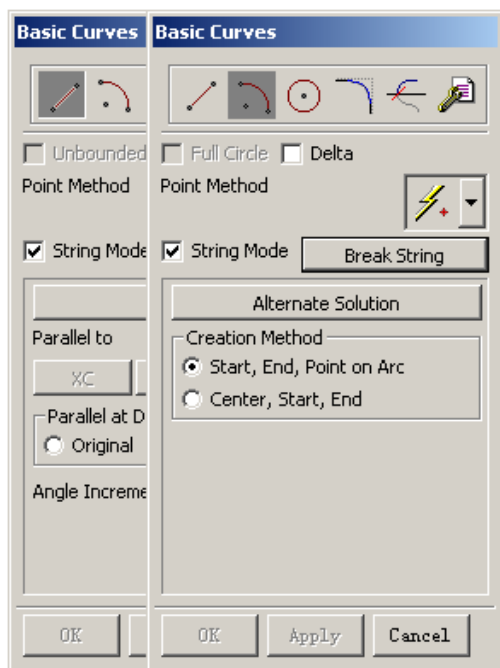 Basic Curves
Unbounded
Point Method
String Mode
Parallel to
XC
Parallel at D
Original
Angle Increme
OK
Basic Curves
Full Circle
Delta
Point Method
String Mode
Break String
Alternate Solution
Creation Method
Start, End, Point on Arc
Center, Start, End
OK
Apply
Cancel